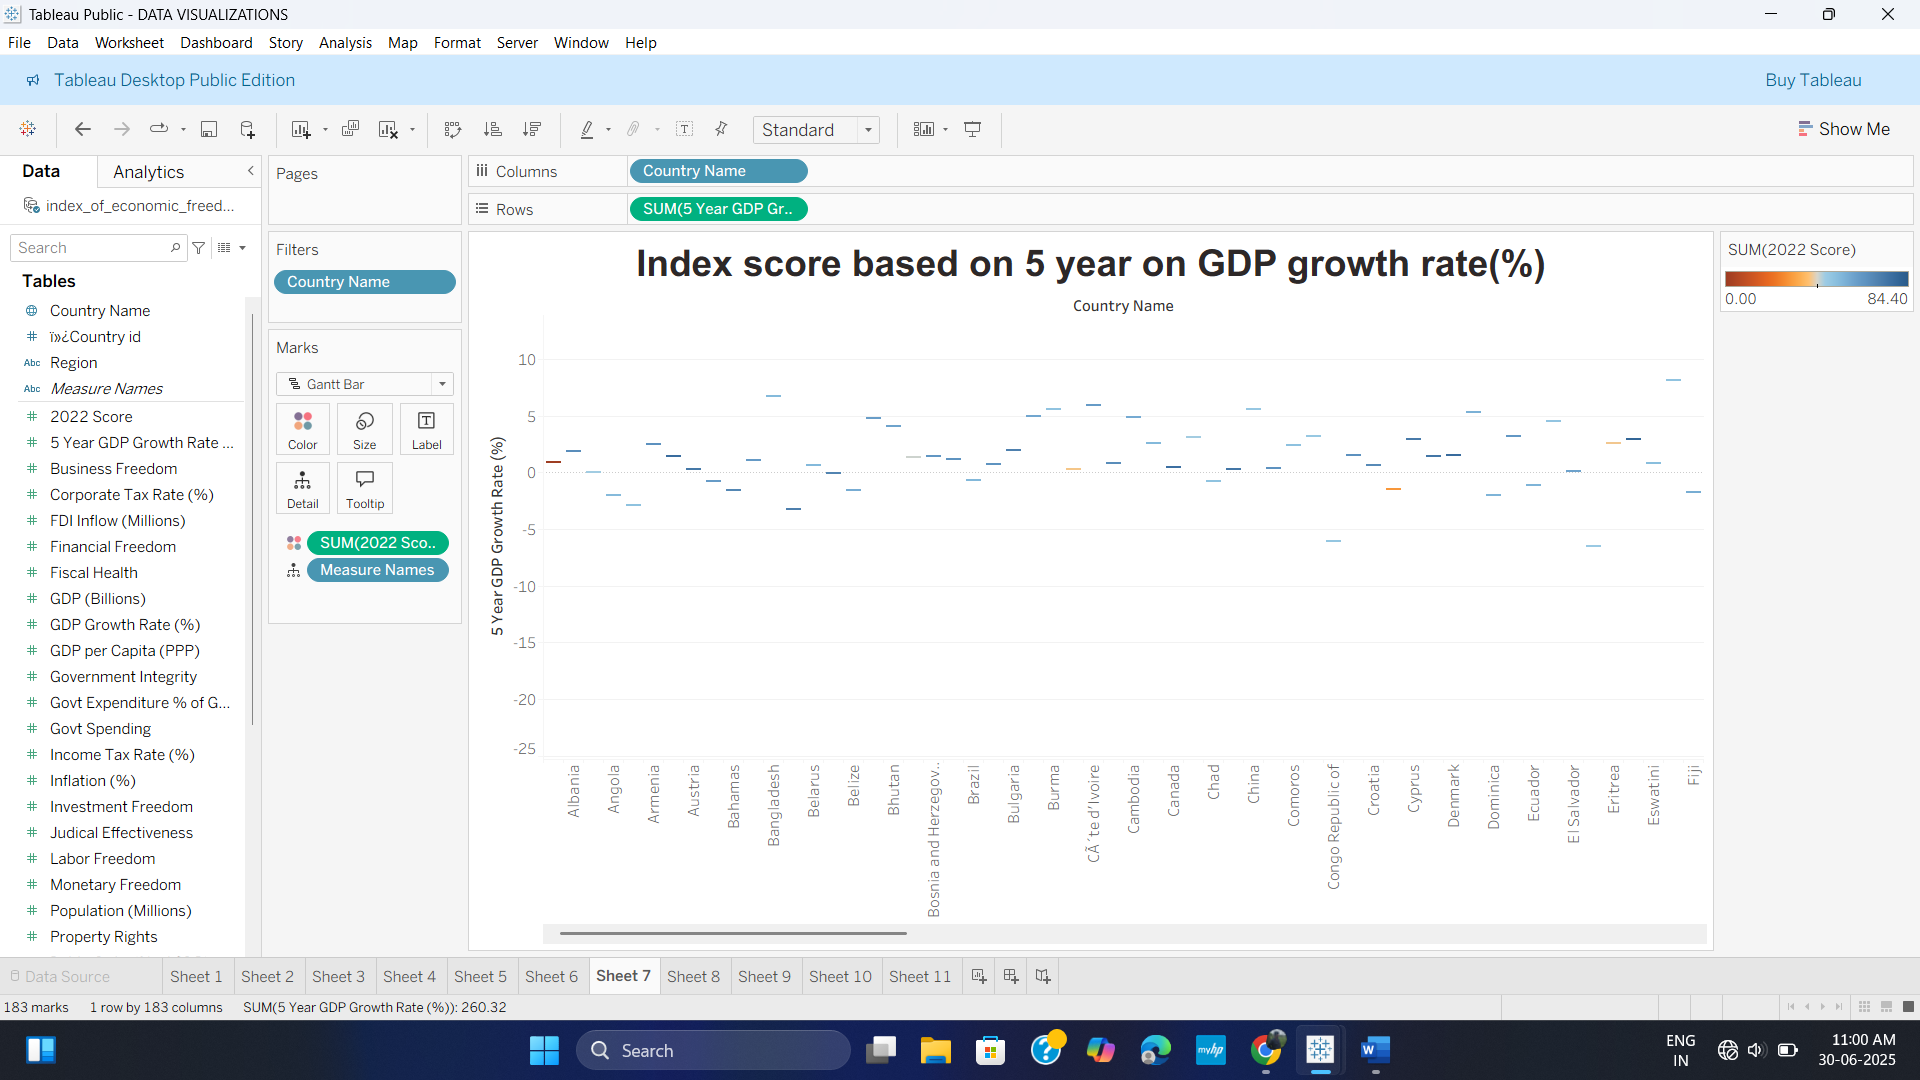 Tableau Public - DATA VISUALIZATIONS
File Data Worksheet Dashboard Story Analysis Map Format Server Window Help
Tableau Desktop Public Edition
Buy Tableau
Standard
Show Me
Data
Analytics
index_of_economic_freed...
Search
Tables
Country Name
ï»¿Country id
Abc Region
Abc Measure Names
2022 Score
5 Year GDP Growth Rate ...
Business Freedom
Corporate Tax Rate (%)
FDI Inflow (Millions)
Financial Freedom
Fiscal Health
GDP (Billions)
GDP Growth Rate (%)
GDP per Capita (PPP)
Government Integrity
Govt Expenditure % of G...
Govt Spending
Income Tax Rate (%)
Inflation (%)
Investment Freedom
Judical Effectiveness
Labor Freedom
Monetary Freedom
Population (Millions)
Property Rights
Pages
Filters
Country Name
Marks
Gantt Bar
Color
Size
Label
Detail
Tooltip
SUM(2022 Sco..
Measure Names
Columns
Country Name
Rows
SUM(5 Year GDP Gr..
Index score based on 5 year on GDP growth rate(%)
Country Name
5 Year GDP Growth Rate (%)
10
5
0
-5
-10
-15
-20
-25
Albania
Angola
Armenia
Austria
Bahamas
Bangladesh
Belarus
Belize
Bhutan
Bosnia and Herzegov..
Brazil
Bulgaria
Burma
CÃ´te d'Ivoire
Cambodia
Canada
Chad
China
Comoros
Congo Republic of
Croatia
Cyprus
Denmark
Dominica
Ecuador
El Salvador
Eritrea
Eswatini
Fiji
SUM(2022 Score)
0.00
84.40
Data Source
Sheet 1
Sheet 2
Sheet 3
Sheet 4
Sheet 5
Sheet 6
Sheet 7
Sheet 8
Sheet 9
Sheet 10
Sheet 11
183 marks
1 row by 183 columns
SUM(5 Year GDP Growth Rate (%)): 260.32
Search
myhp
W
ENG
IN
11:00 AM
30-06-2025